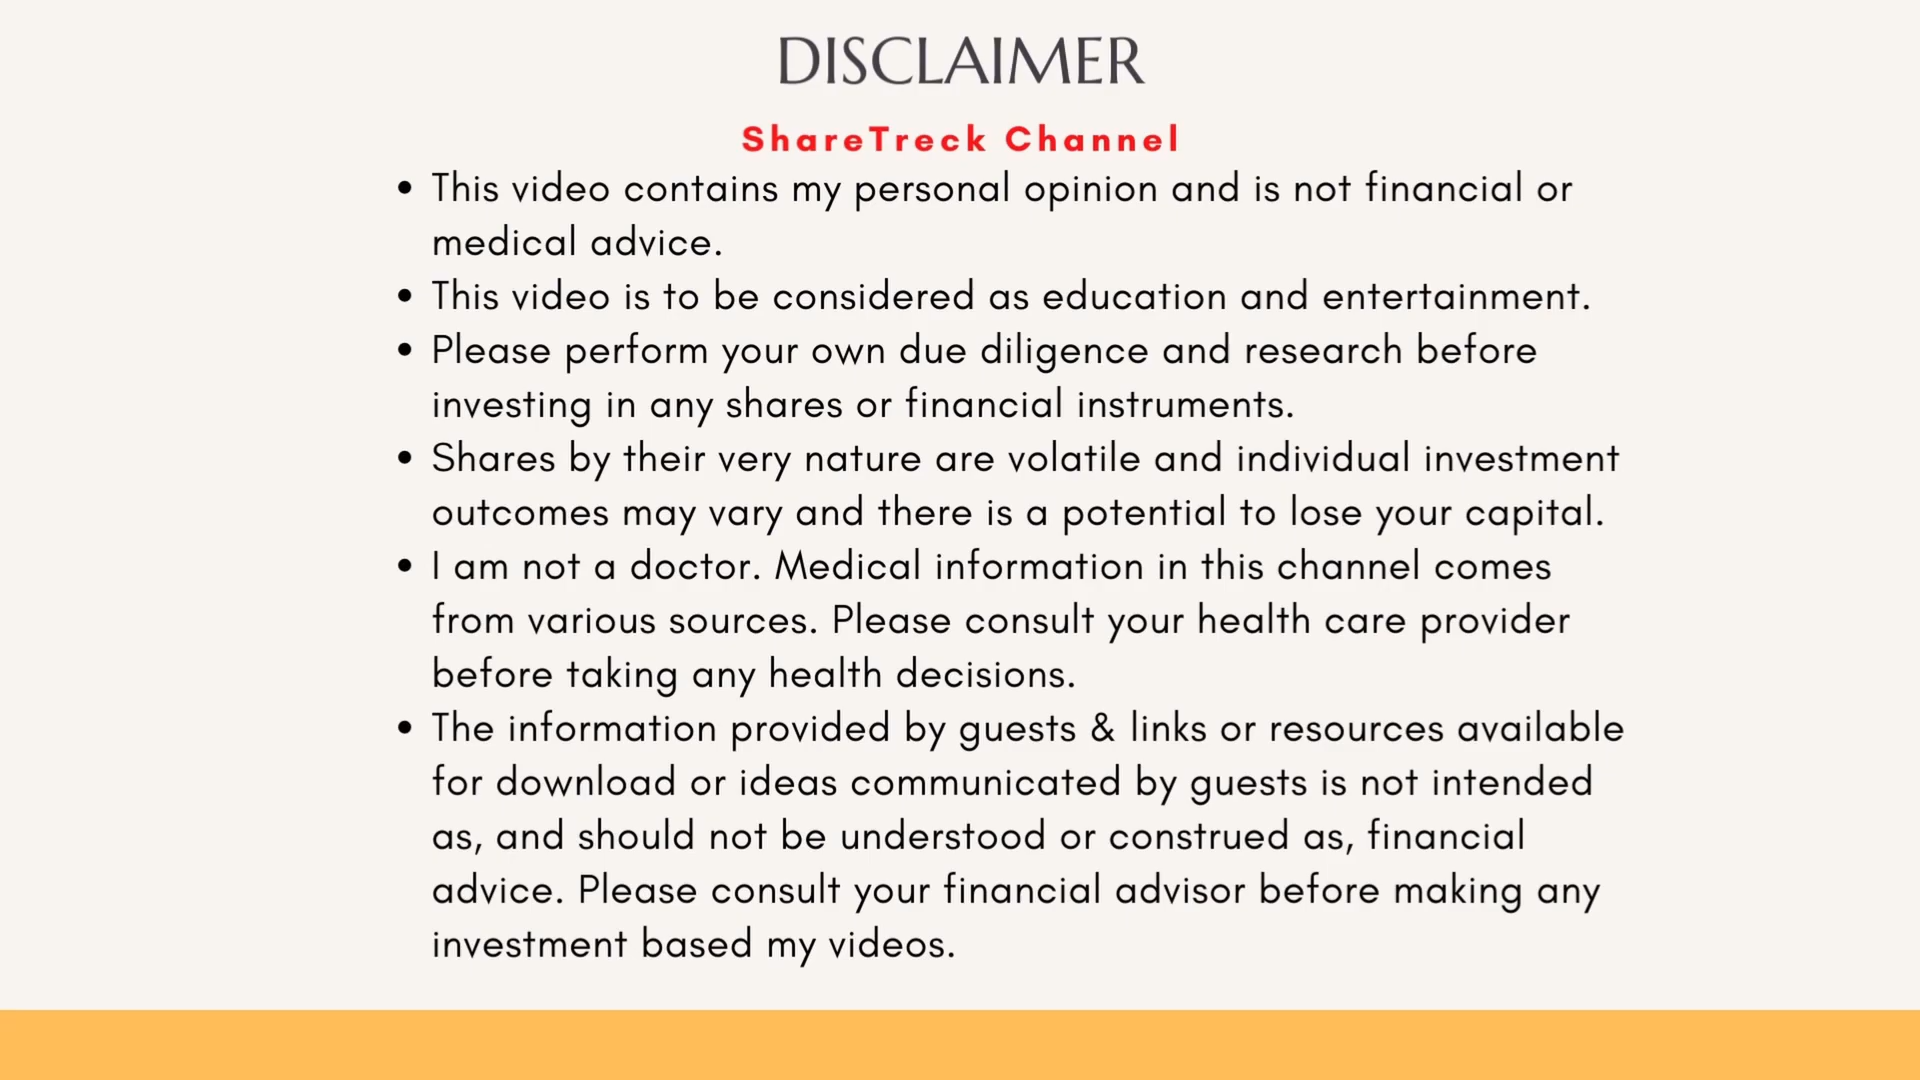 DISCLAIMER
ShareTreck Channel
• This video contains my personal opinion and is not financial or
medical advice.
• This video is to be considered as education and entertainment.
• Please perform your own due diligence and research before
investing in any shares or financial instruments.
• Shares by their very nature are volatile and individual investment
outcomes may vary and there is a potential to lose your capital.
• I am not a doctor. Medical information in this channel comes
from various sources. Please consult your health care provider
before taking any health decisions.
• The information provided by guests & links or resources available
for download or ideas communicated by guests is not intended
as, and should not be understood or construed as, financial
advice. Please consult your financial advisor before making any
investment based my videos.